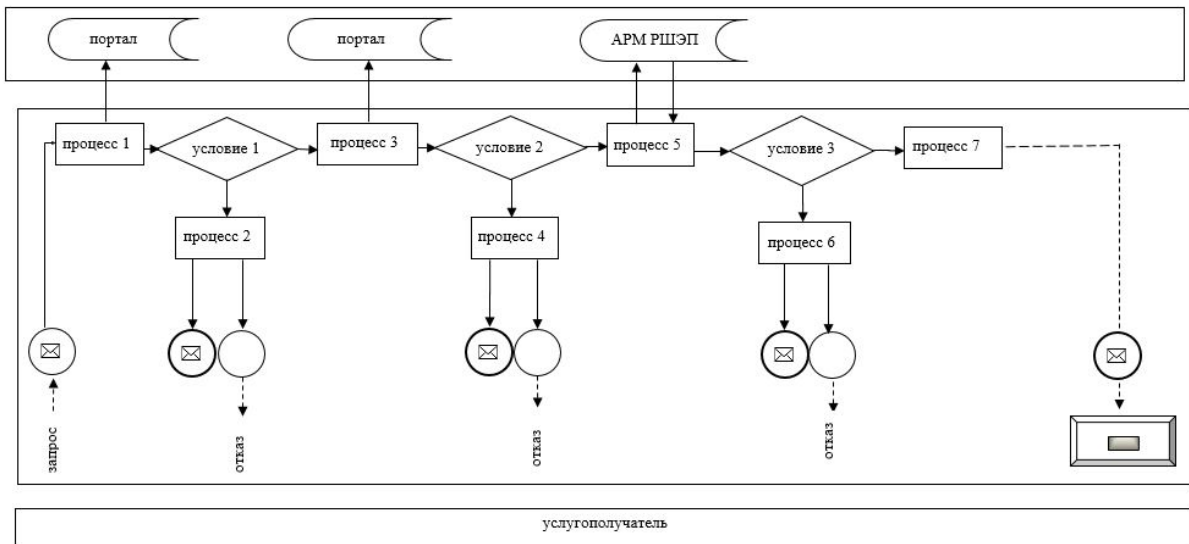 портал
портал
АРМ РШЭП
процесс 1
условие 1
процесс 3
условие 2
процесс 5
условие 3
процесс 7
процесс 2
процесс 4
процесс 6
запрос
отказ
отказ
отказ
услугополучатель